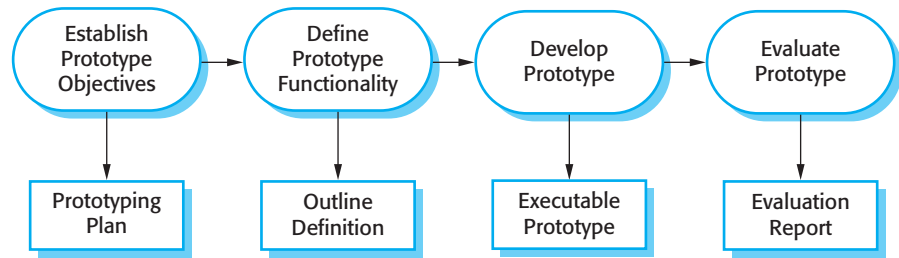 Establish
Prototype
Objectives
Define
Prototype
Functionality
Develop
Prototype
Evaluate
Prototype
Prototyping
Plan
Outline
Definition
Executable
Prototype
Evaluation
Report